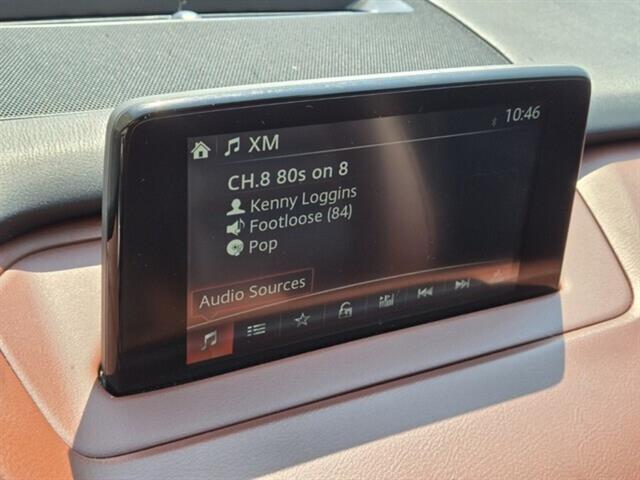 XM
10:46
CH.8 80s on 8
Kenny Loggins
Footloose (84)
Pop
Audio Sources